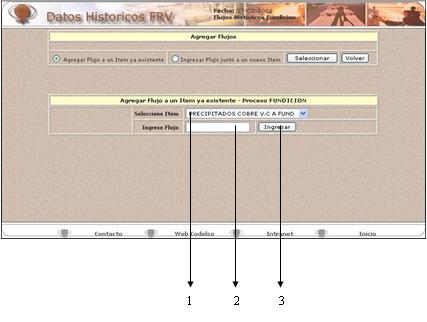 Datos Historicos FRV
Fecha: 27-02-2006
Flujos Históricos Fundicion
Agregar Flujos
Agregar Flujo a un Item ya existente Ingresar Flujo junto a un nuevo Item Seleccionar Volver
Agregar Flujo a un Item ya existente - Proceso FUNDICION
Seleccione Item PRECIPITADOS COBRE V.C A FUND
Ingrese Flujo Ingresar
Contacto Web Codelco Intranet Inicio
1 2 3